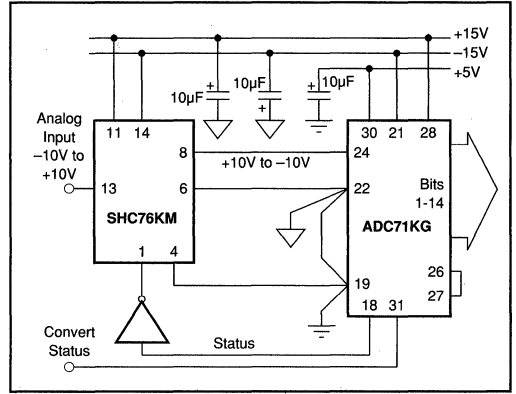 +15V
–15V
+5V
10µF + 10µF + + 10µF
Analog
Input
–10V to
+10V
11 14
30 21 28
8 +10V to –10V 24
13 6 22 Bits
1-14
SHC76KM ADC71KG
1 4 19 26
27
18 31
Convert
Status
Status